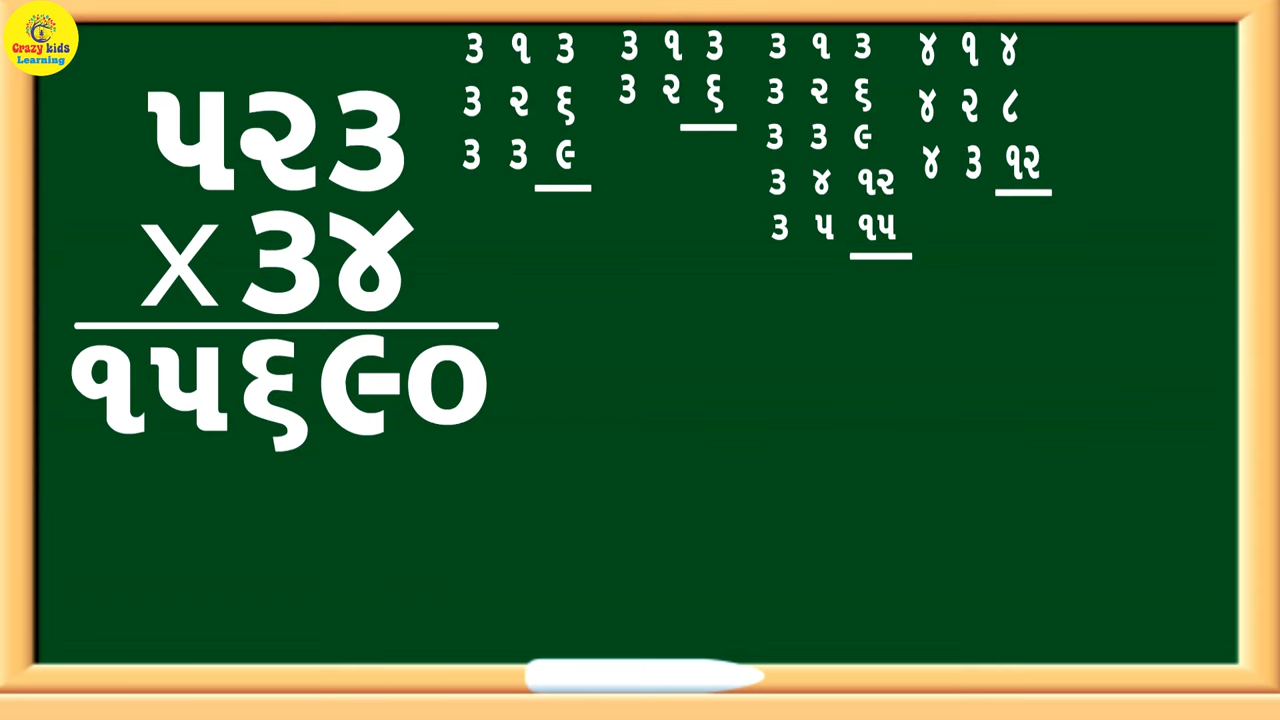 Crazy kids
Learning
૫૨૩
X ૩૪
૧૫૬૯૦
૩ ૧ ૩
૩ ૨ ૬
૩ ૩ ૯
૩ ૧ ૩
૩ ૨ ૬
૩ ૧ ૩
૩ ૨ ૬
૩ ૩ ૯
૩ ૪ ૧૨
૩ ૫ ૧૫
૪ ૧ ૪
૪ ૨ ૮
૪ ૩ ૧૨